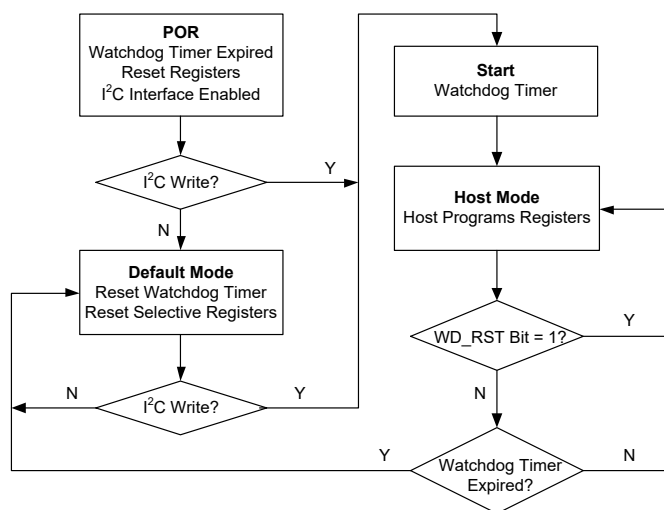 POR
Watchdog Timer Expired
Reset Registers
I²C Interface Enabled
I²C Write?
Y
N
Default Mode
Reset Watchdog Timer
Reset Selective Registers
I²C Write?
N
Y
Start
Watchdog Timer
Host Mode
Host Programs Registers
WD_RST Bit = 1?
Y
N
Watchdog Timer
Expired?
Y
N